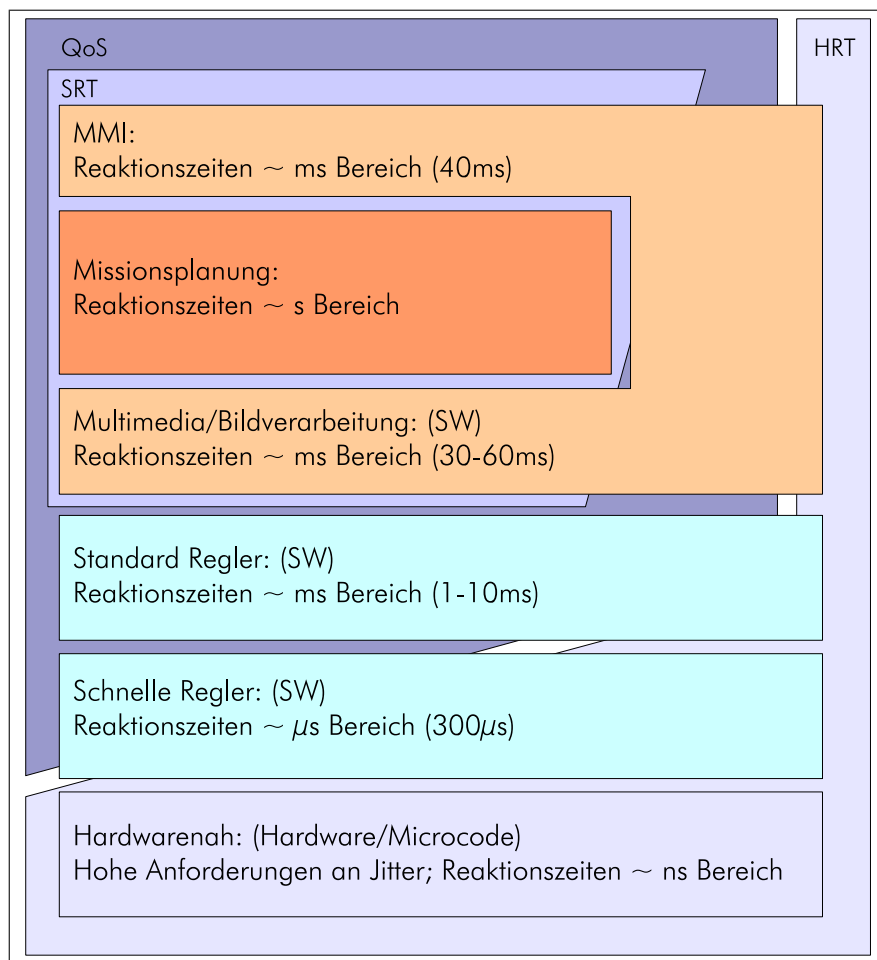 QoS
HRT
SRT
MMI:
Reaktionszeiten ~ ms Bereich (40ms)
Missionsplanung:
Reaktionszeiten ~ s Bereich
Multimedia/Bildverarbeitung: (SW)
Reaktionszeiten ~ ms Bereich (30-60ms)
Standard Regler: (SW)
Reaktionszeiten ~ ms Bereich (1-10ms)
Schnelle Regler: (SW)
Reaktionszeiten ~ µs Bereich (300µs)
Hardwarenah: (Hardware/Microcode)
Hohe Anforderungen an Jitter; Reaktionszeiten ~ ns Bereich